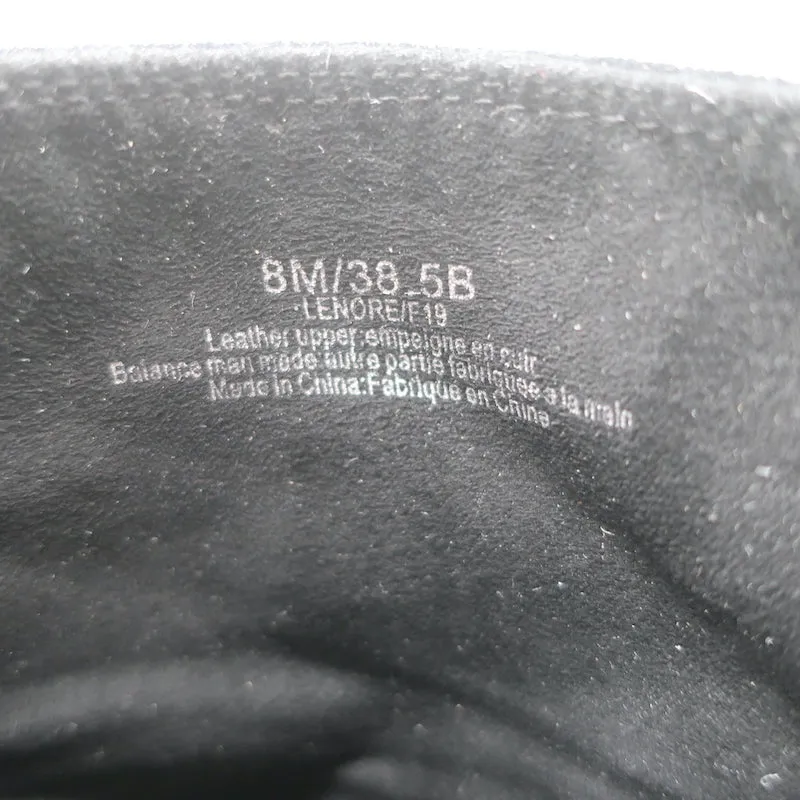 8M/38.5B
LENORE/F19
Leather upper:empeigne en cuir
Balance man made:autre partie fabriquee a la main
Made in China:Fabrique en Chine